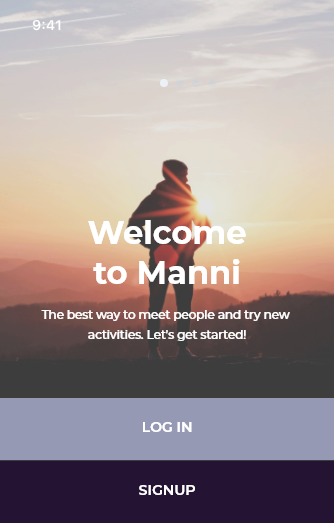 9:41
Welcome
to Manni
The best way to meet people and try new
activities. Let's get started!
LOG IN
SIGNUP